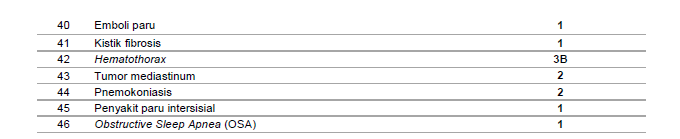 40 Emboli paru 1
41 Kistik fibrosis 1
42 Hematothorax 3B
43 Tumor mediastinum 2
44 Pnemokoniasis 2
45 Penyakit paru intersisial 1
46 Obstructive Sleep Apnea (OSA) 1